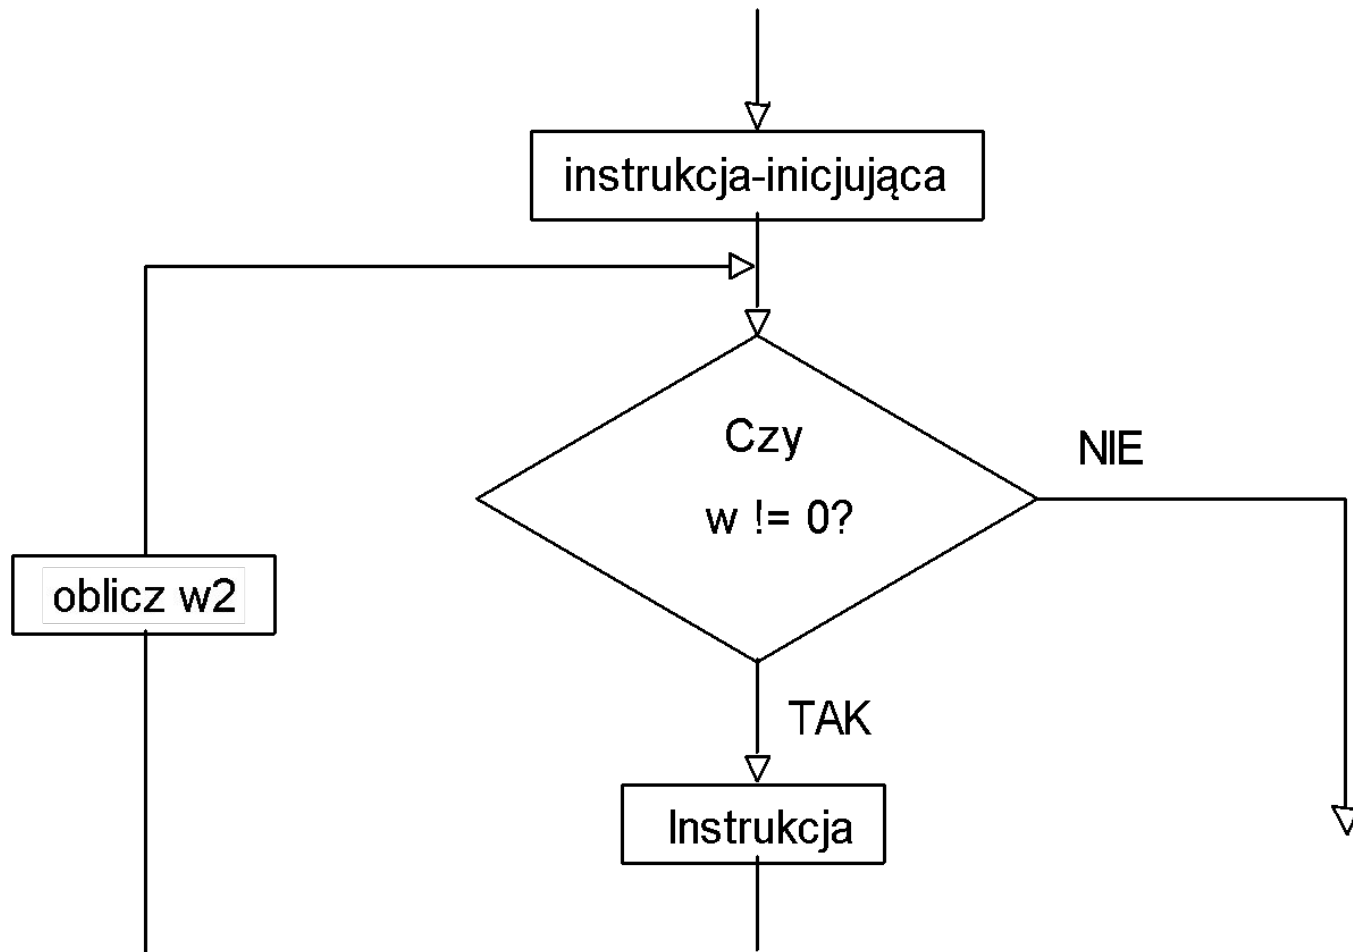 instrukcja-inicjująca
Czy
w != 0?
NIE
oblicz w2
TAK
Instrukcja